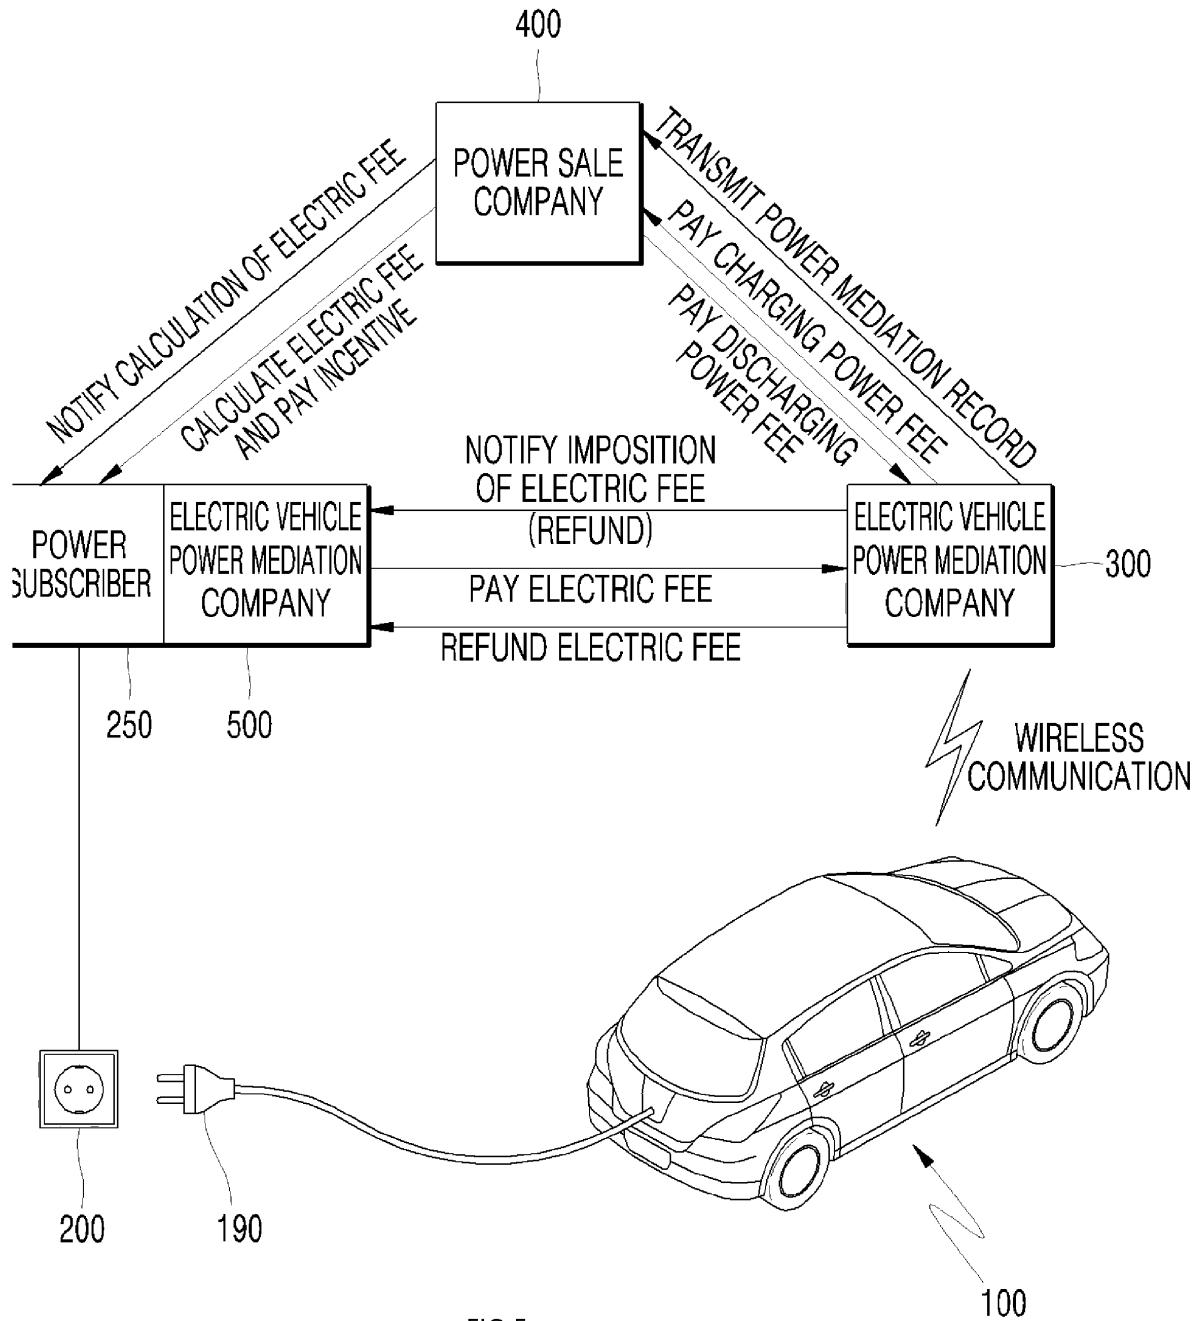 400
POWER SALE
COMPANY
NOTIFY CALCULATION OF ELECTRIC FEE
CALCULATE ELECTRIC FEE
AND PAY INCENTIVE
TRANSMIT POWER MEDIATION RECORD
PAY CHARGING POWER FEE
PAY DISCHARGING
POWER FEE
POWER
SUBSCRIBER
ELECTRIC VEHICLE
POWER MEDIATION
COMPANY
NOTIFY IMPOSITION
OF ELECTRIC FEE
(REFUND)
PAY ELECTRIC FEE
REFUND ELECTRIC FEE
ELECTRIC VEHICLE
POWER MEDIATION
COMPANY
300
250
500
WIRELESS
COMMUNICATION
200
190
100